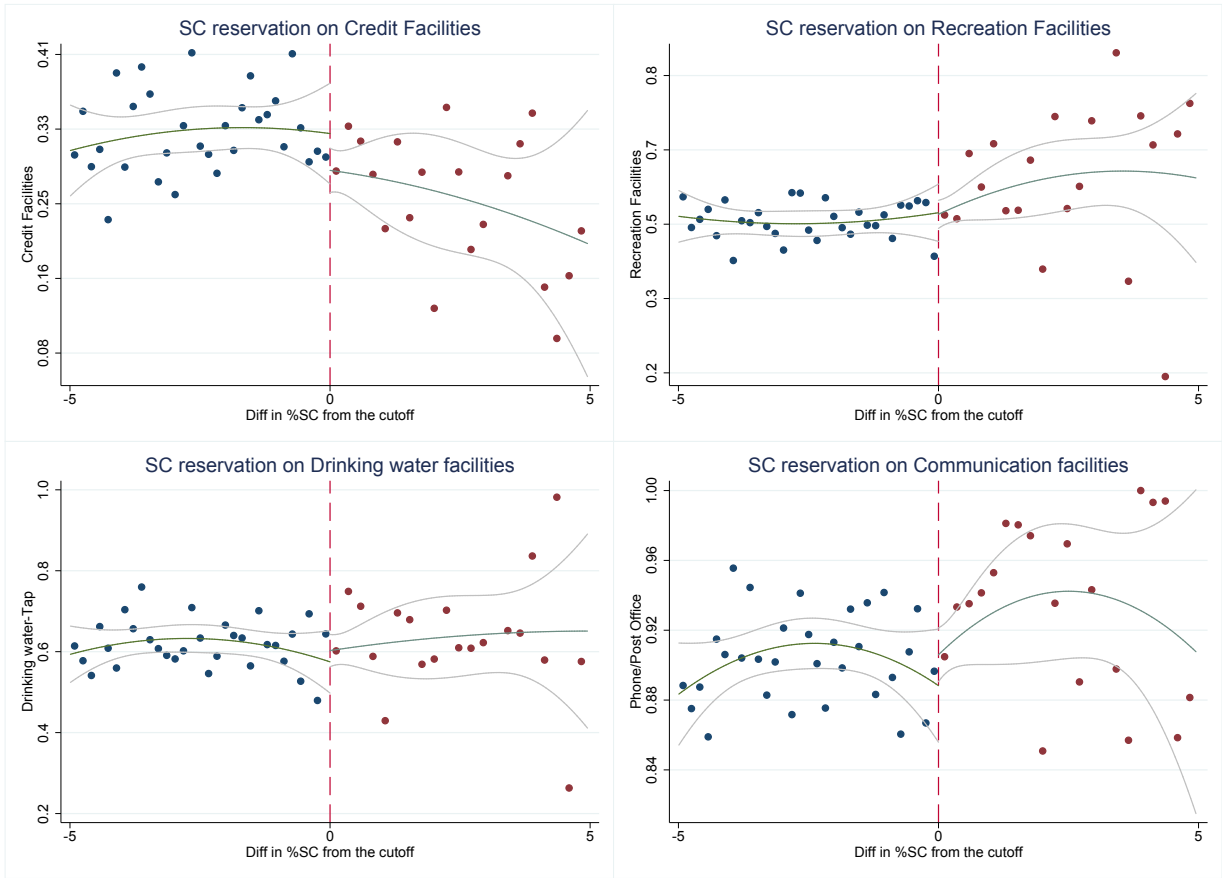 SC reservation on Credit Facilities
0.41
0.33
0.25
0.16
0.08
Credit Facilities
-5
0
5
Diff in %SC from the cutoff
SC reservation on Recreation Facilities
0.8
0.7
0.5
0.3
0.2
Recreation Facilities
-5
0
5
Diff in %SC from the cutoff
SC reservation on Drinking water facilities
1.0
0.8
0.6
0.4
0.2
Drinking water-Tap
-5
0
5
Diff in %SC from the cutoff
SC reservation on Communication facilities
1.00
0.96
0.92
0.88
0.84
Phone/Post Office
-5
0
5
Diff in %SC from the cutoff